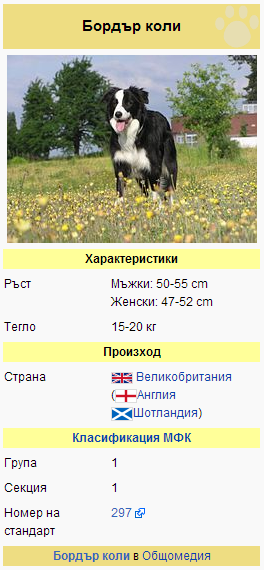 Бордър коли
Характеристики
Ръст Мъжки: 50-55 cm
Женски: 47-52 cm
Тегло 15-20 кг
Произход
Страна Великобритания
(Англия
Шотландия)
Класификация МФК
Група 1
Секция 1
Номер на 297
стандарт
Бордър коли в Общомедия